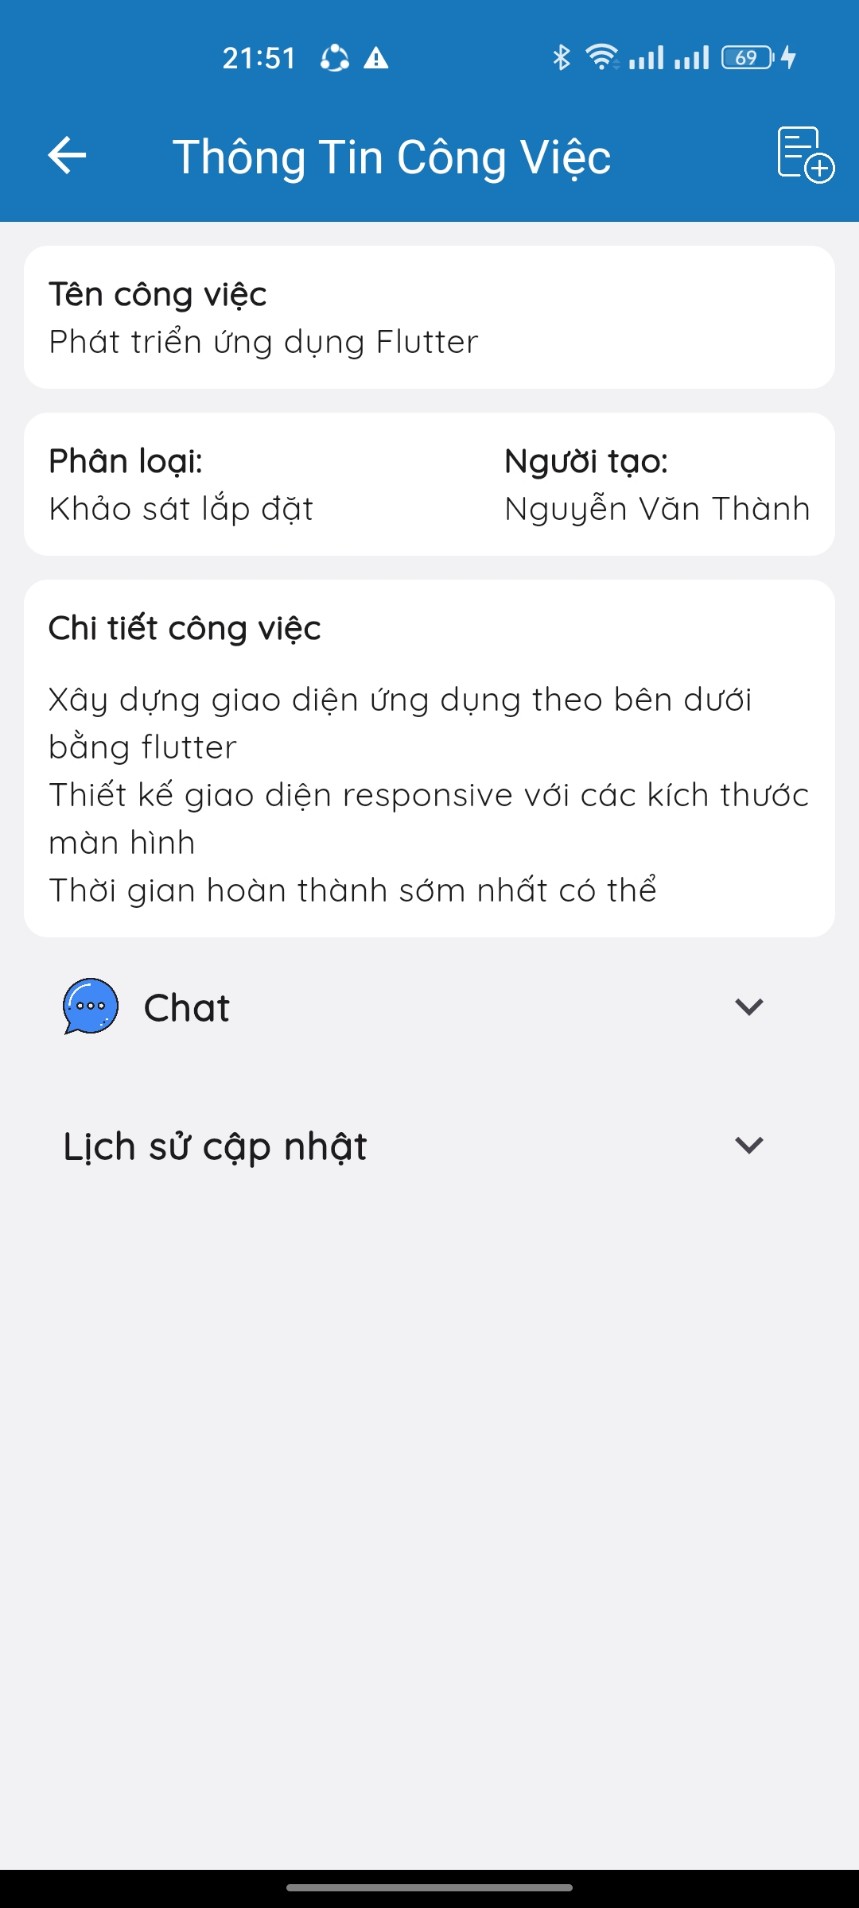 21:51
69
Thông Tin Công Việc
Tên công việc
Phát triển ứng dụng Flutter
Phân loại:
Người tạo:
Khảo sát lắp đặt
Nguyễn Văn Thành
Chi tiết công việc
Xây dựng giao diện ứng dụng theo bên dưới
bằng flutter
Thiết kế giao diện responsive với các kích thước
màn hình
Thời gian hoàn thành sớm nhất có thể
Chat
Lịch sử cập nhật